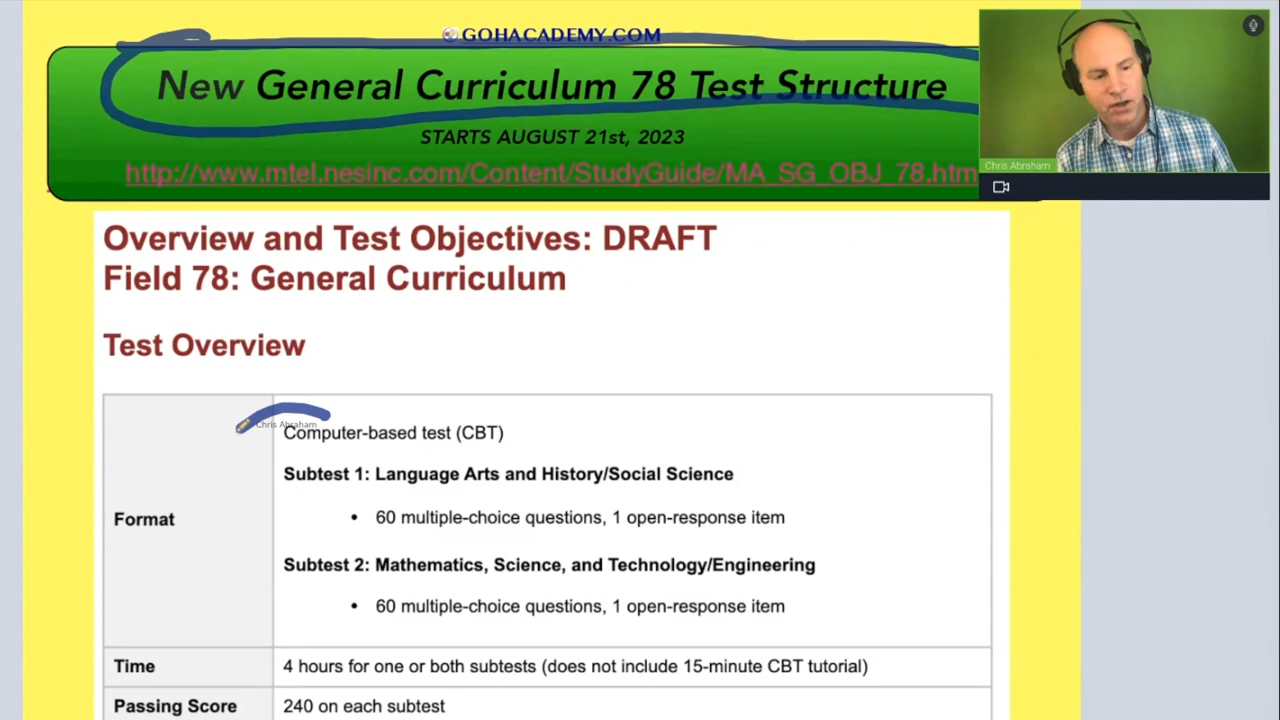 GOHACADEMY.COM
New General Curriculum 78 Test Structure
STARTS AUGUST 21st, 2023
http://www.mtel.nesinc.com/Content/StudyGuide/MA_SG_OBJ_78.htm
Chris Abraham
Overview and Test Objectives: DRAFT
Field 78: General Curriculum
Test Overview
Chris Abraham
Format
Computer-based test (CBT)
Subtest 1: Language Arts and History/Social Science
• 60 multiple-choice questions, 1 open-response item
Subtest 2: Mathematics, Science, and Technology/Engineering
• 60 multiple-choice questions, 1 open-response item
Time 4 hours for one or both subtests (does not include 15-minute CBT tutorial)
Passing Score 240 on each subtest